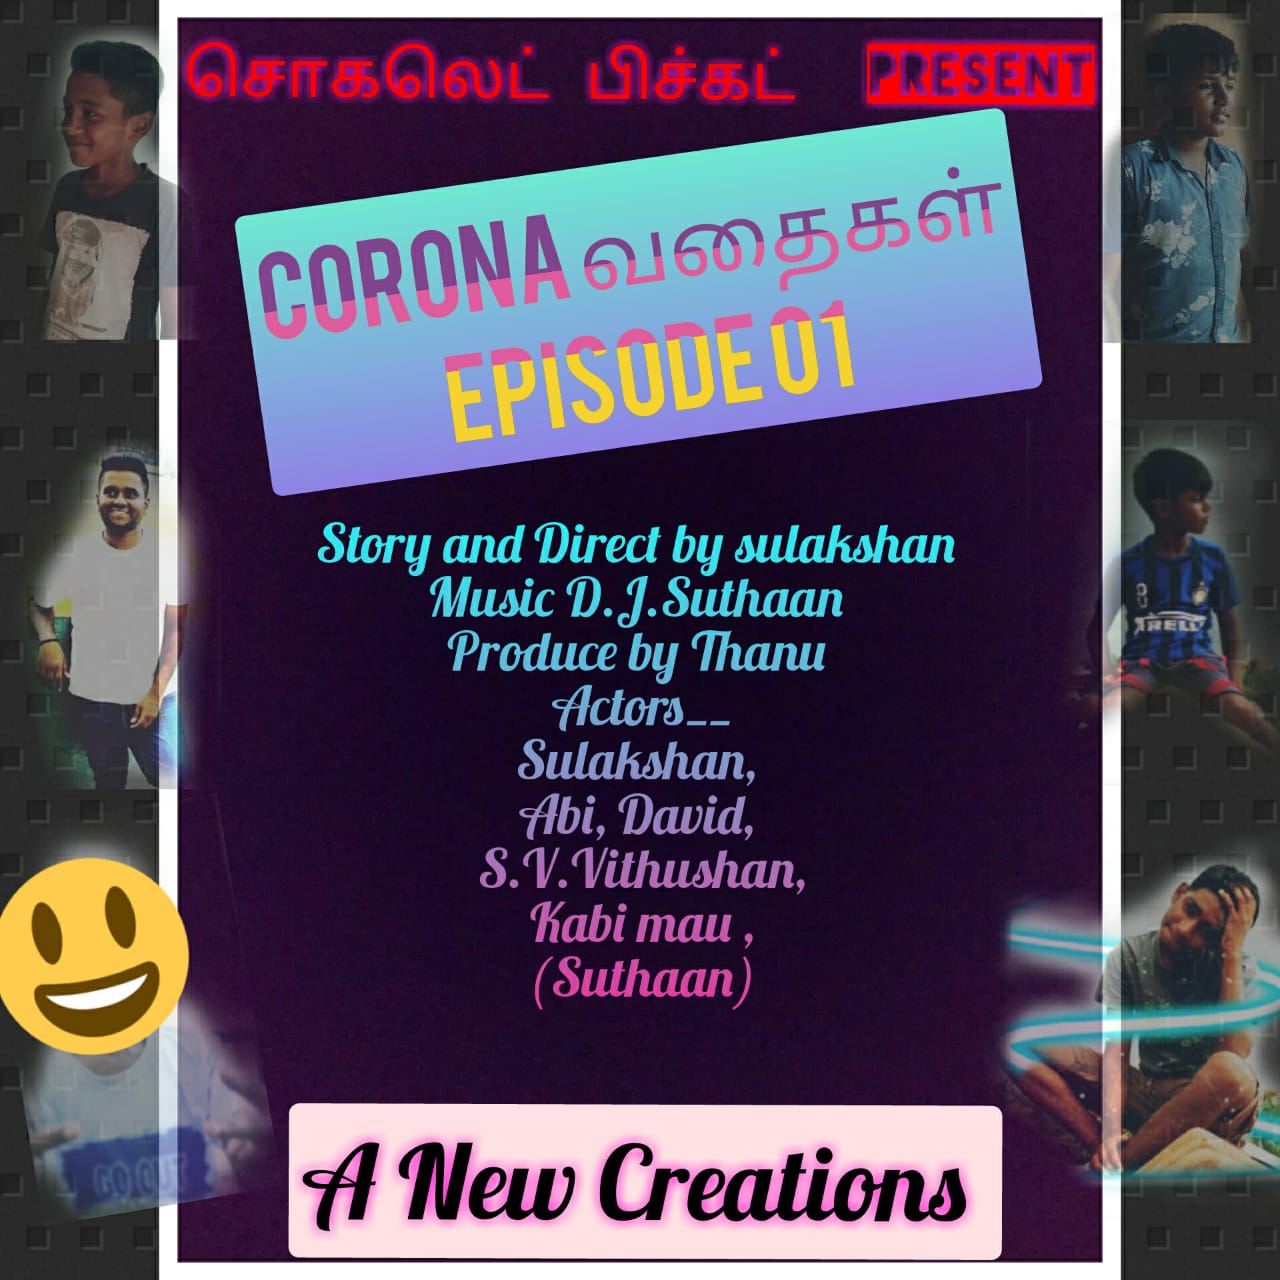 சொகலெட் பிச்கட் PRESENT
CORONA வதைகள்
EPISODE 01
Story and Direct by sulakshan
Music D.J.Suthaan
Produce by Thanu
Actors__
Sulakshan,
Abi, David,
S.V.Vithushan,
Kabi mau ,
(Suthaan)
A New Creations